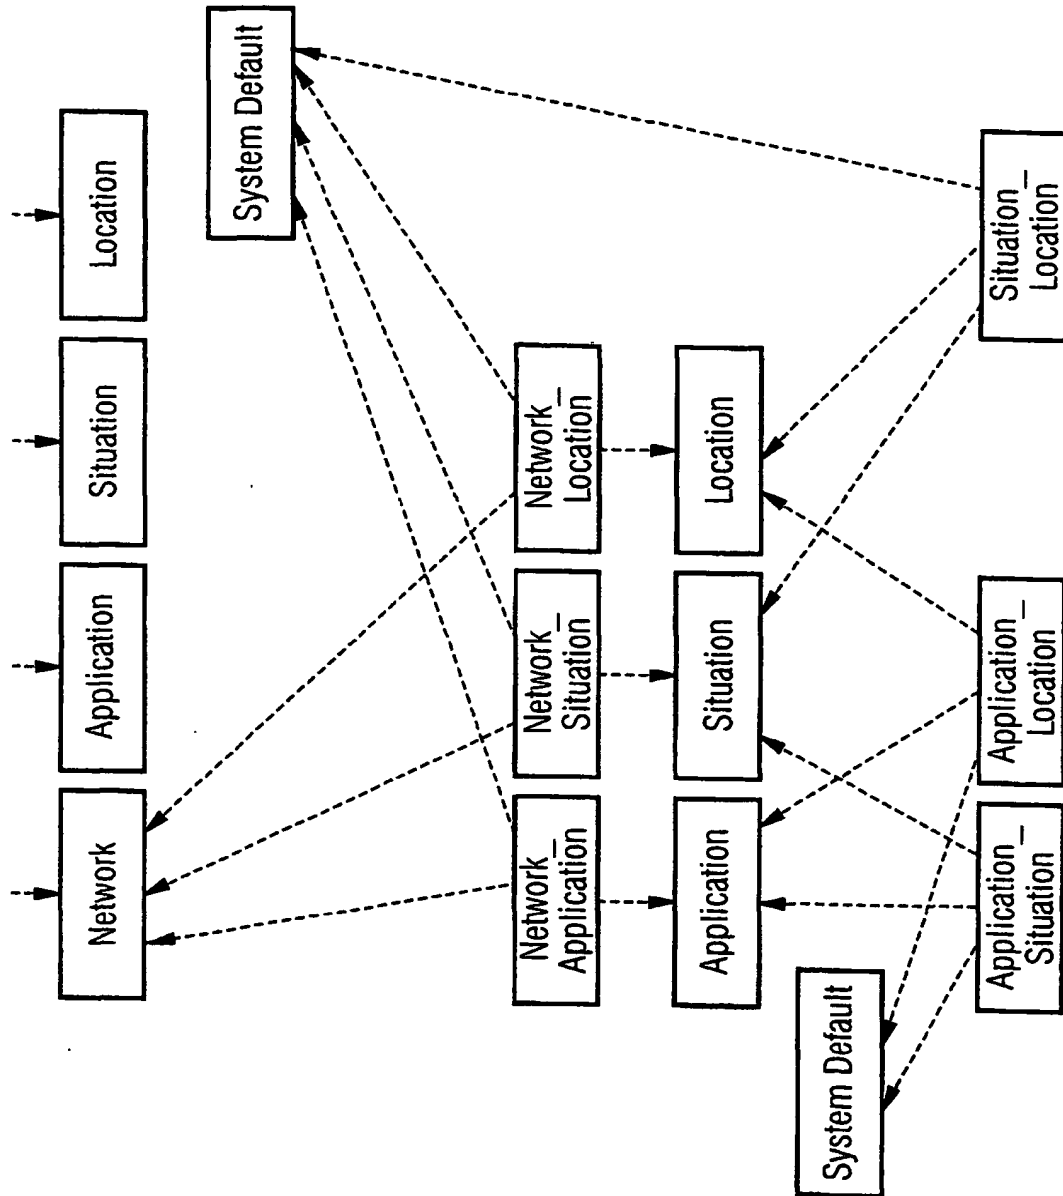 Network
Application
Situation
Location
System Default
Network_
Application
Network_
Situation
Network_
Location
Application
Situation
Location
System Default
Application_
Situation
Application_
Location
Situation_
Location